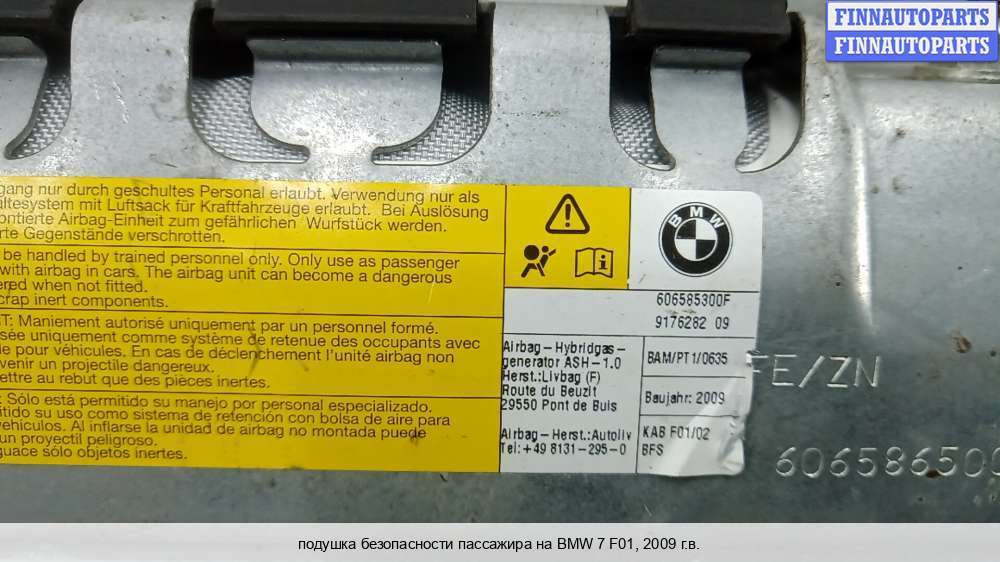 FINNAUTOPARTS
FINNAUTOPARTS
gang nur durch geschultes Personal erlaubt. Verwendung nur als
ltesystem mit Luftsack für Kraftfahrzeuge erlaubt. Bei Auslösung
ontierte Airbag-Einheit zum gefährlichen Wurfstück werden.
rte Gegenstände verschrotten.
be handled by trained personnel only. Only use as passenger
with airbag in cars. The airbag unit can become a dangerous
ered when not fitted.
crap inert components.
T: Maniement autorisé uniquement par un personnel formé.
sée uniquement comme système de retenue des occupants avec
le pour véhicules. En cas de déclenchement l'unité airbag non
venir un projectile dangereux.
ettre au rebut que des pièces inertes.
: Sólo está permitido su manejo por personal especializado.
itido su uso como sistema de retención con bolsa de aire para
vehículos. Al inflarse la unidad de airbag no montada puede
un proyectil peligroso.
guace sólo objetos inertes.
BMW
606585300F
9176282 09
Airbag-Hybridgas-
generator ASH-1.0
Herst.:Livbag (F)
Route du Beuzit
29550 Pont de Buis
Airbag-Herst.:Autoliv
Tel:+49 8131-295-0
BAM/PT1/0635
Baujahr: 2009
KAB F01/02
BFS
FE/ZN
606586500
подушка безопасности пассажира на BMW 7 F01, 2009 г.в.